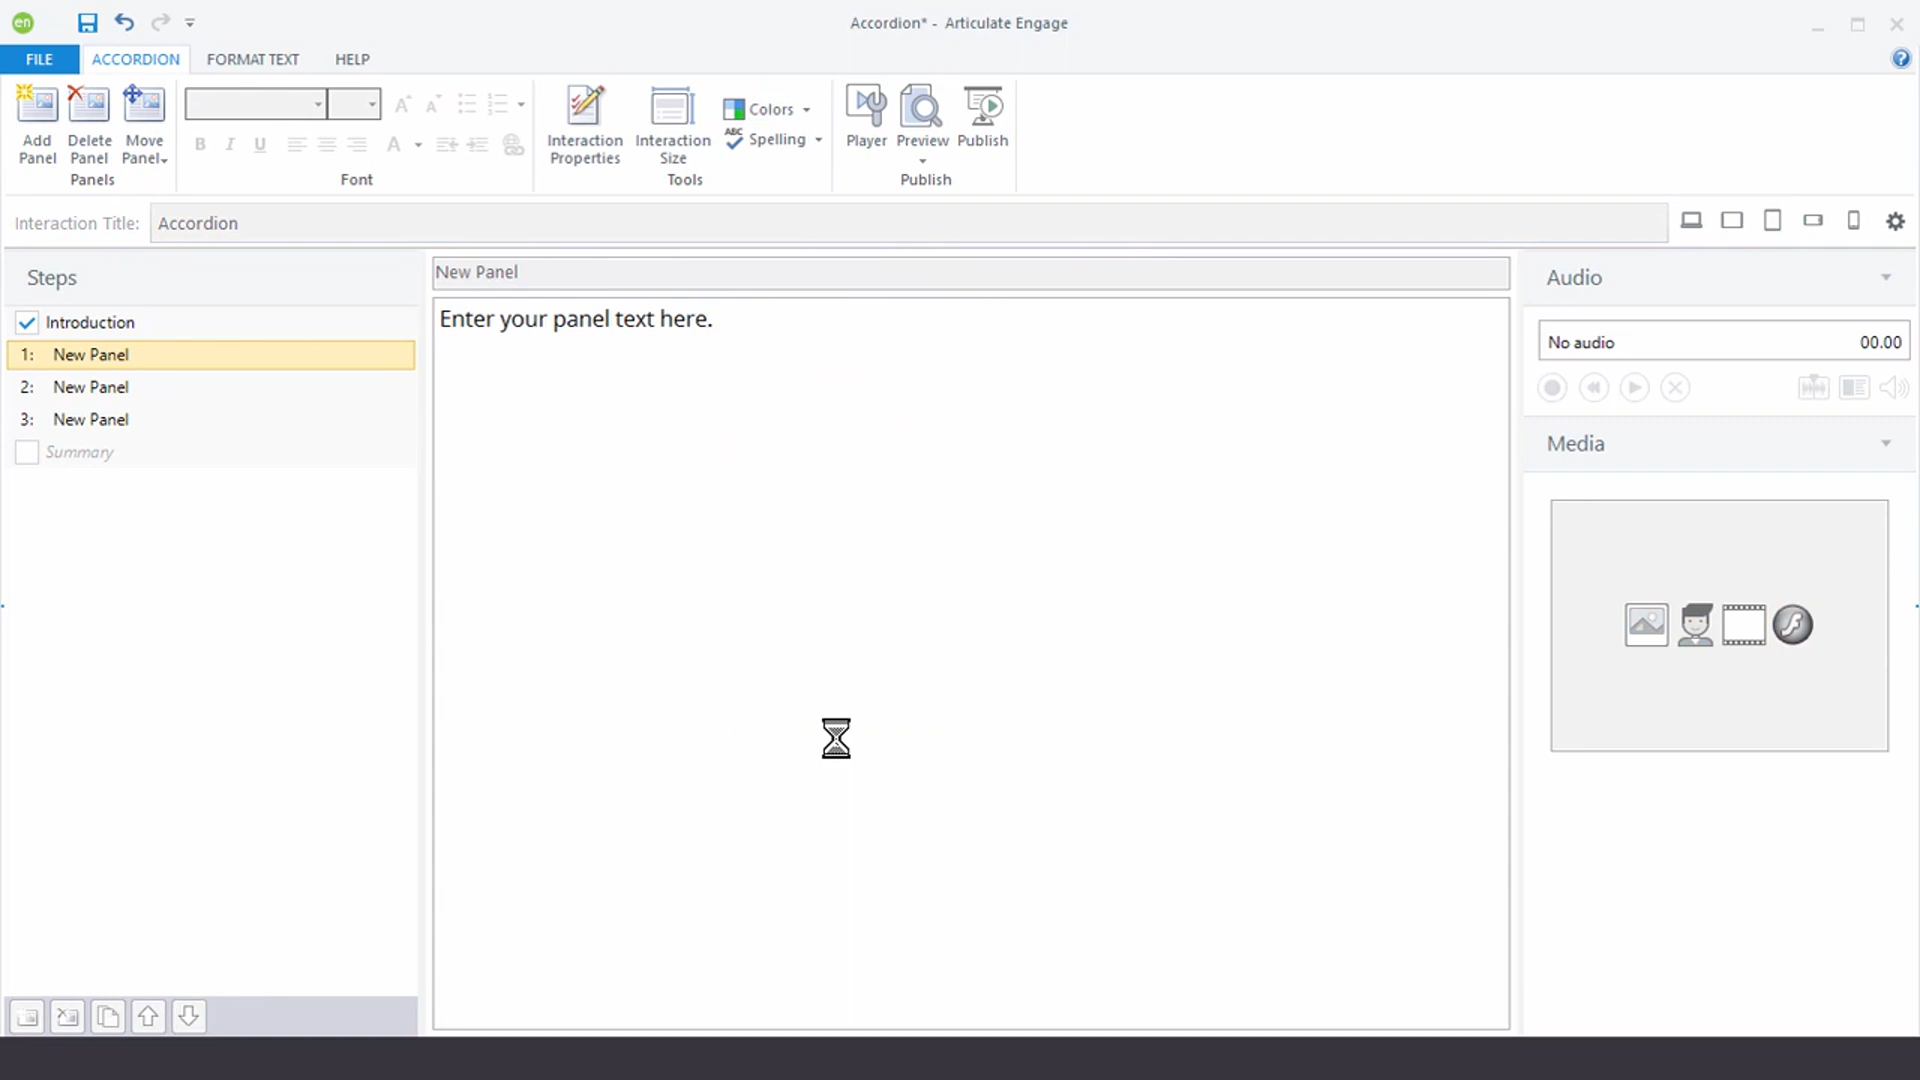 en
Accordion* - Articulate Engage
FILE
ACCORDION
FORMAT TEXT
HELP
?
Add Panel
Delete Panel
Move Panel
Panels
B I U A
Font
Interaction Properties
Interaction Size
Colors
ABC Spelling
Tools
Player
Preview
Publish
Publish
Interaction Title: Accordion
Steps
Introduction
1: New Panel
2: New Panel
3: New Panel
Summary
New Panel
Enter your panel text here.
Audio
No audio 00.00
Media